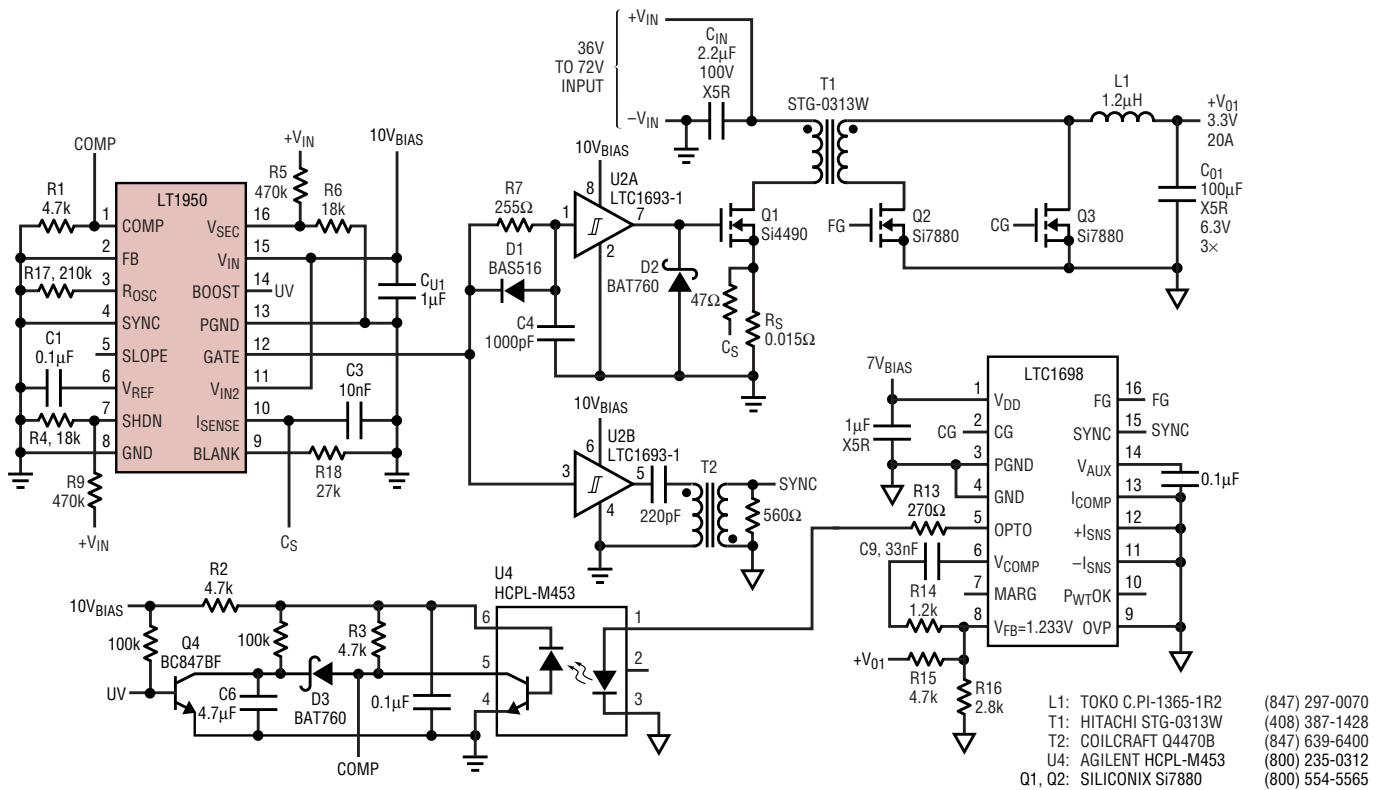 +VIN
36V
TO 72V
INPUT
–VIN
CIN
2.2µF
100V
X5R
T1
STG-0313W
L1
1.2µH
+V01
3.3V
20A
C01
100µF
X5R
6.3V
3×
COMP
R1
4.7k
R17, 210k
C1
0.1µF
R4, 18k
R9
470k
+VIN
LT1950
1
COMP
2
FB
3
ROSC
4
SYNC
5
SLOPE
6
VREF
7
SHDN
8
GND
16
VSEC
15
VIN
14
BOOST
UV
13
PGND
12
GATE
11
VIN2
10
ISENSE
9
BLANK
+VIN
R5
470k
R6
18k
10VBIAS
CU1
1µF
C3
10nF
R18
27k
CS
R7
255Ω
D1
BAS516
C4
1000pF
10VBIAS
U2A
LTC1693-1
8
1
7
2
D2
BAT760
Q1
Si4490
47Ω
CS
RS
0.015Ω
FG
Q2
Si7880
CG
Q3
Si7880
10VBIAS
U2B
LTC1693-1
6
3
5
4
220pF
T2
SYNC
560Ω
7VBIAS
1µF
X5R
LTC1698
1
VDD
2
CG
CG
3
PGND
4
GND
5
OPTO
6
VCOMP
7
MARG
8
VFB=1.233V
16
FG
FG
15
SYNC
SYNC
14
VAUX
13
ICOMP
12
+ISNS
11
–ISNS
10
PWTOK
9
OVP
0.1µF
R13
270Ω
C9, 33nF
R14
1.2k
+V01
R15
4.7k
R16
2.8k
10VBIAS
R2
4.7k
100k
Q4
BC847BF
UV
100k
C6
4.7µF
D3
BAT760
R3
4.7k
COMP
0.1µF
U4
HCPL-M453
6
5
4
1
2
3
L1: TOKO C.PI-1365-1R2 (847) 297-0070
T1: HITACHI STG-0313W (408) 387-1428
T2: COILCRAFT Q4470B (847) 639-6400
U4: AGILENT HCPL-M453 (800) 235-0312
Q1, Q2: SILICONIX Si7880 (800) 554-5565